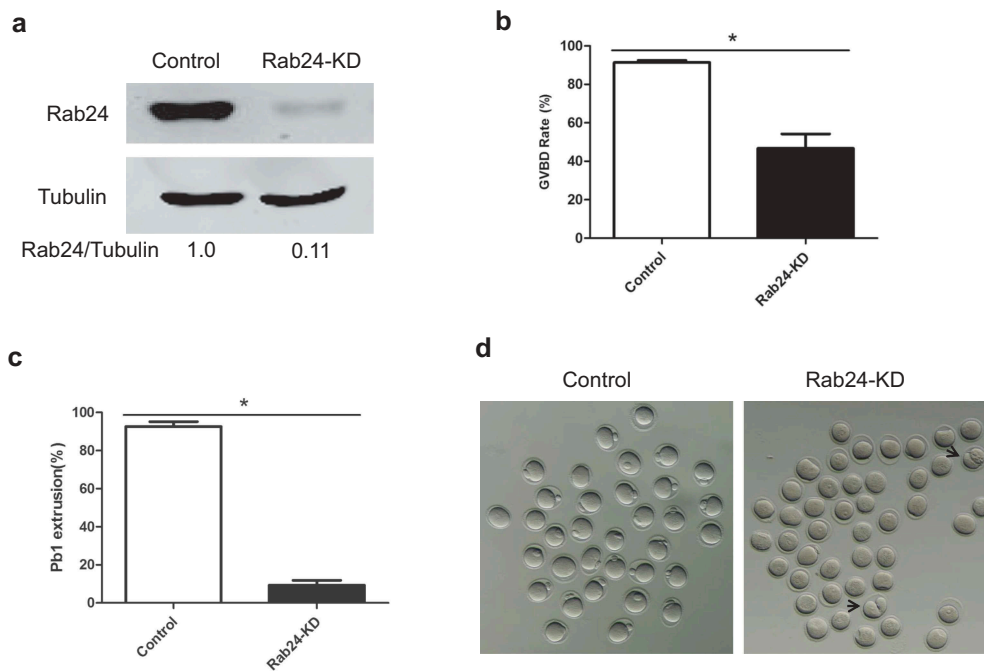 a
Control Rab24-KD
Rab24
Tubulin
Rab24/Tubulin 1.0 0.11
b
*
GVBD Rate (%)
100
80
60
40
20
0
Control
Rab24-KD
c
*
Pb1 extrusion(%)
100
80
60
40
20
0
Control
Rab24-KD
d
Control Rab24-KD